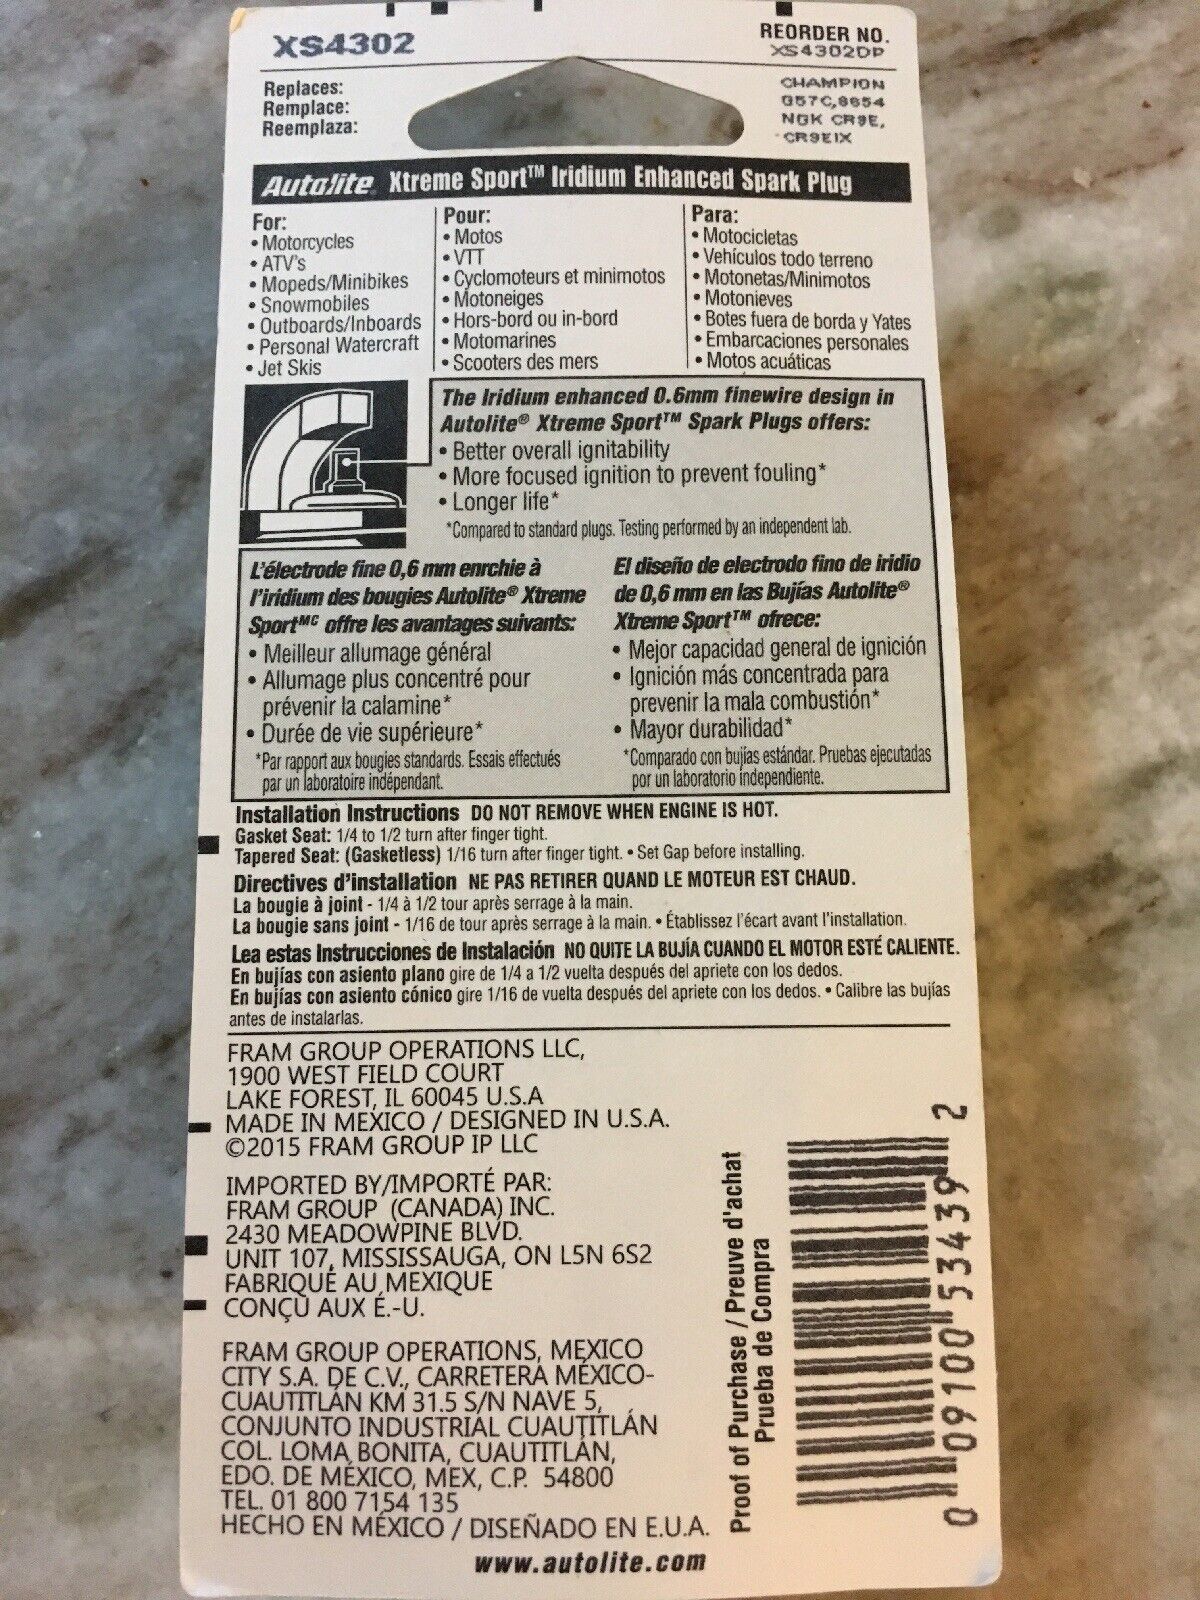 XS4302
REORDER NO.
XS4302DP
Replaces:
Remplace:
Reemplaza:
CHAMPION
G57C,8654
NGK CR9E,
CR9EIX
Autolite® Xtreme Sport™ Iridium Enhanced Spark Plug
For:
• Motorcycles
• ATV's
• Mopeds/Minibikes
• Snowmobiles
• Outboards/Inboards
• Personal Watercraft
• Jet Skis
Pour:
• Motos
• VTT
• Cyclomoteurs et minimotos
• Motoneiges
• Hors-bord ou in-bord
• Motomarines
• Scooters des mers
Para:
• Motocicletas
• Vehículos todo terreno
• Motonetas/Minimotos
• Motonieves
• Botes fuera de borda y Yates
• Embarcaciones personales
• Motos acuáticas
The Iridium enhanced 0.6mm finewire design in
Autolite® Xtreme Sport™ Spark Plugs offers:
• Better overall ignitability
• More focused ignition to prevent fouling*
• Longer life*
*Compared to standard plugs. Testing performed by an independent lab.
L'électrode fine 0,6 mm enrchie à
l'iridium des bougies Autolite® Xtreme
Sportᴹᶜ offre les avantages suivants:
• Meilleur allumage général
• Allumage plus concentré pour
prévenir la calamine*
• Durée de vie supérieure*
*Par rapport aux bougies standards. Essais effectués
par un laboratoire indépendant.
El diseño de electrodo fino de iridio
de 0,6 mm en las Bujías Autolite®
Xtreme Sport™ ofrece:
• Mejor capacidad general de ignición
• Ignición más concentrada para
prevenir la mala combustión*
• Mayor durabilidad*
*Comparado con bujías estándar. Pruebas ejecutadas
por un laboratorio independiente.
Installation Instructions DO NOT REMOVE WHEN ENGINE IS HOT.
Gasket Seat: 1/4 to 1/2 turn after finger tight.
Tapered Seat: (Gasketless) 1/16 turn after finger tight. • Set Gap before installing.
Directives d'installation NE PAS RETIRER QUAND LE MOTEUR EST CHAUD.
La bougie à joint - 1/4 à 1/2 tour après serrage à la main.
La bougie sans joint - 1/16 de tour après serrage à la main. • Établissez l'écart avant l'installation.
Lea estas Instrucciones de Instalación NO QUITE LA BUJÍA CUANDO EL MOTOR ESTÉ CALIENTE.
En bujías con asiento plano gire de 1/4 a 1/2 vuelta después del apriete con los dedos.
En bujías con asiento cónico gire 1/16 de vuelta después del apriete con los dedos. • Calibre las bujías
antes de instalarlas.
FRAM GROUP OPERATIONS LLC,
1900 WEST FIELD COURT
LAKE FOREST, IL 60045 U.S.A
MADE IN MEXICO / DESIGNED IN U.S.A.
©2015 FRAM GROUP IP LLC
IMPORTED BY/IMPORTÉ PAR:
FRAM GROUP (CANADA) INC.
2430 MEADOWPINE BLVD.
UNIT 107, MISSISSAUGA, ON L5N 6S2
FABRIQUÉ AU MEXIQUE
CONÇU AUX É.-U.
FRAM GROUP OPERATIONS, MEXICO
CITY S.A. DE C.V., CARRETERA MÉXICO-
CUAUTITLÁN KM 31.5 S/N NAVE 5,
CONJUNTO INDUSTRIAL CUAUTITLÁN
COL. LOMA BONITA, CUAUTITLÁN,
EDO. DE MÉXICO, MEX, C.P. 54800
TEL. 01 800 7154 135
HECHO EN MÉXICO / DISEÑADO EN E.U.A.
Proof of Purchase / Preuve d'achat
Prueba de Compra
0 09100 53439 2
www.autolite.com